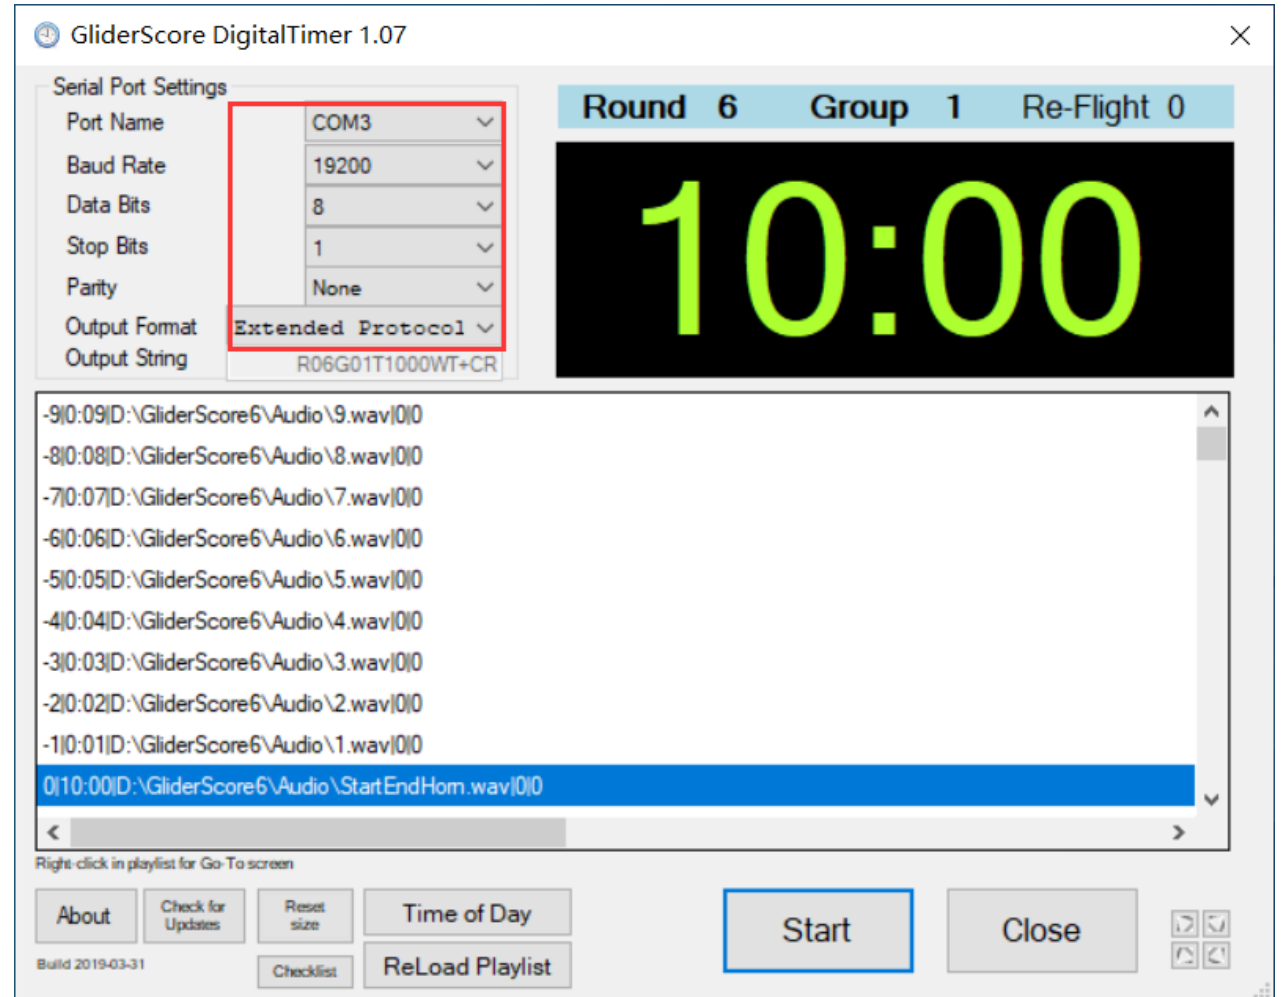 GliderScore DigitalTimer 1.07
Serial Port Settings
Port Name COM3
Baud Rate 19200
Data Bits 8
Stop Bits 1
Parity None
Output Format Extended Protocol
Output String R06G01T1000WT+CR
Round 6 Group 1 Re-Flight 0
10:00
-9|0:09|D:\GliderScore6\Audio\9.wav|0|0
-8|0:08|D:\GliderScore6\Audio\8.wav|0|0
-7|0:07|D:\GliderScore6\Audio\7.wav|0|0
-6|0:06|D:\GliderScore6\Audio\6.wav|0|0
-5|0:05|D:\GliderScore6\Audio\5.wav|0|0
-4|0:04|D:\GliderScore6\Audio\4.wav|0|0
-3|0:03|D:\GliderScore6\Audio\3.wav|0|0
-2|0:02|D:\GliderScore6\Audio\2.wav|0|0
-1|0:01|D:\GliderScore6\Audio\1.wav|0|0
0|10:00|D:\GliderScore6\Audio\StartEndHorn.wav|0|0
Right-click in playlist for Go-To screen
About
Check for
Updates
Reset
size
Time of Day
Start
Close
Build 2019-03-31
Checklist
ReLoad Playlist